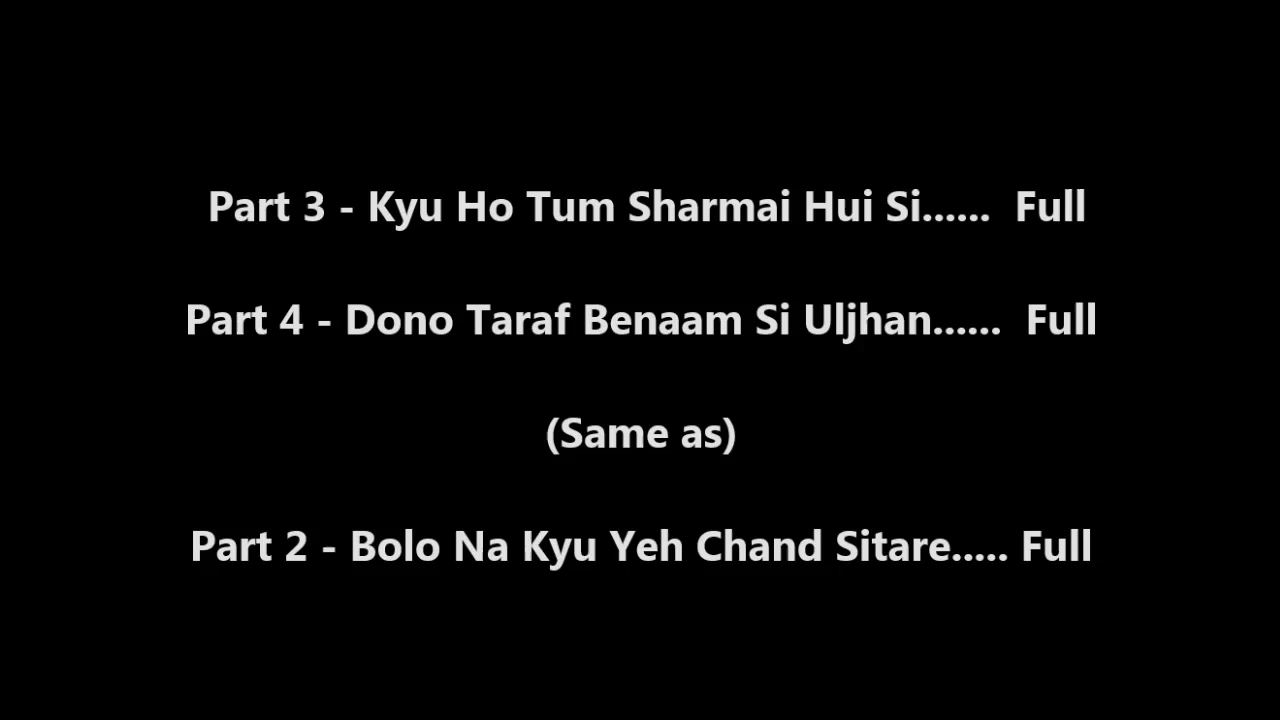 Part 3 - Kyu Ho Tum Sharmai Hui Si......  Full
Part 4 - Dono Taraf Benaam Si Uljhan......  Full
(Same as)
Part 2 - Bolo Na Kyu Yeh Chand Sitare..... Full